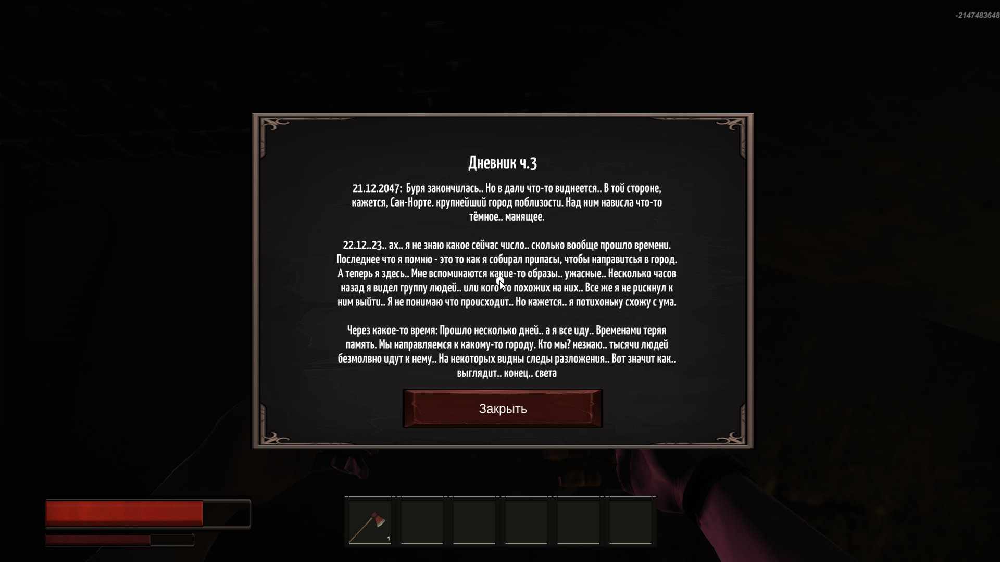 -2147483648
Дневник ч.3
21.12.2047: Буря закончилась.. Но в дали что-то виднеется.. В той стороне,
кажется, Сан-Норте. крупнейший город поблизости. Над ним нависла что-то
тёмное.. манящее.
22.12..23.. ах.. я не знаю какое сейчас число.. сколько вообще прошло времени.
Последнее что я помню - это то как я собирал припасы, чтобы направитсья в город.
А теперь я здесь.. Мне вспоминаются какие-то образы.. ужасные.. Несколько часов
назад я видел группу людей.. или кого-то похожих на них.. Все же я не рискнул к
ним выйти.. Я не понимаю что происходит.. Но кажется.. я потихоньку схожу с ума.
Через какое-то время: Прошло несколько дней.. а я все иду.. Временами теряя
память. Мы направляемся к какому-то городу. Кто мы? незнаю.. тысячи людей
безмолвно идут к нему.. На некоторых видны следы разложения.. Вот значит как..
выглядит.. конец.. света
Закрыть
1